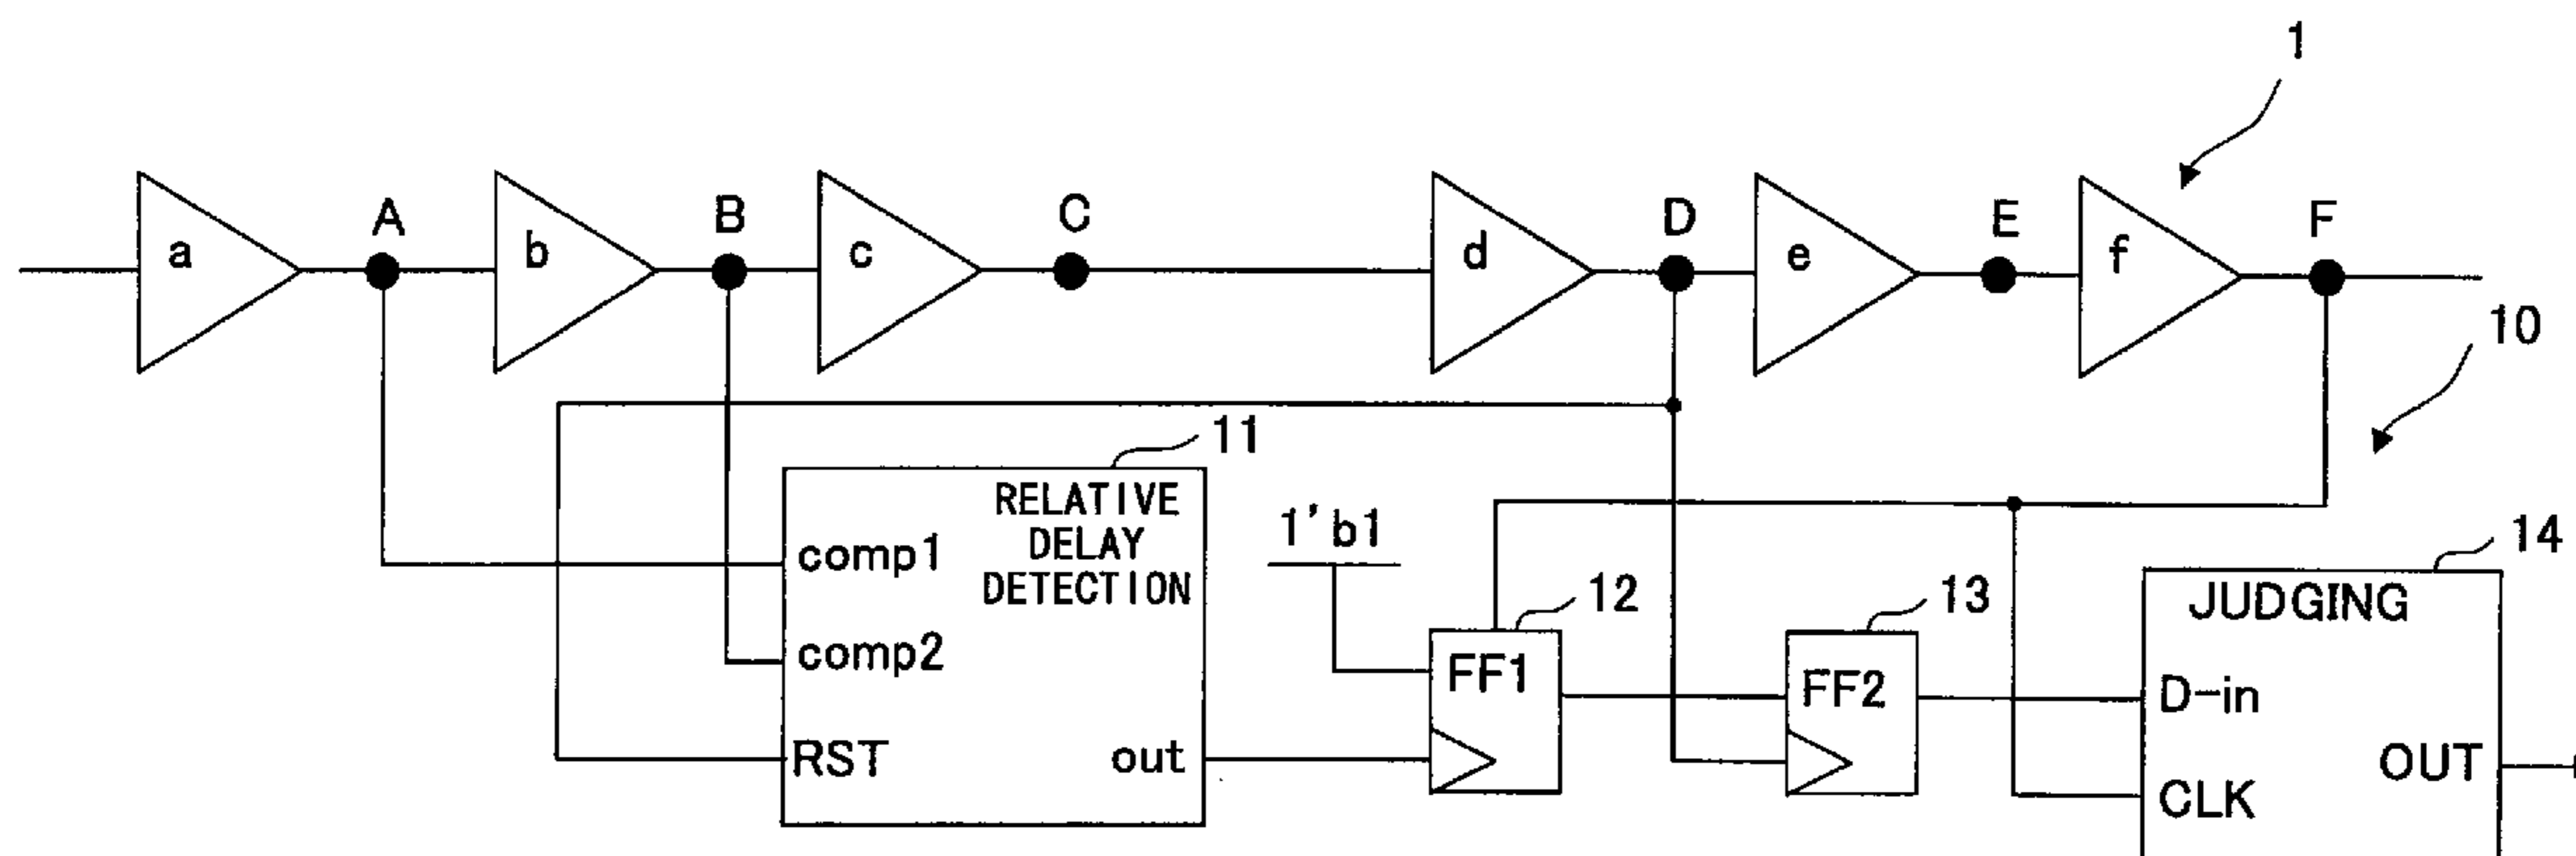 1
A
B
C
D
E
F
a
b
c
d
e
f
10
11
RELATIVE
DELAY
DETECTION
comp1
comp2
RST
out
1'b1
12
FF1
13
FF2
14
JUDGING
D-in
CLK
OUT